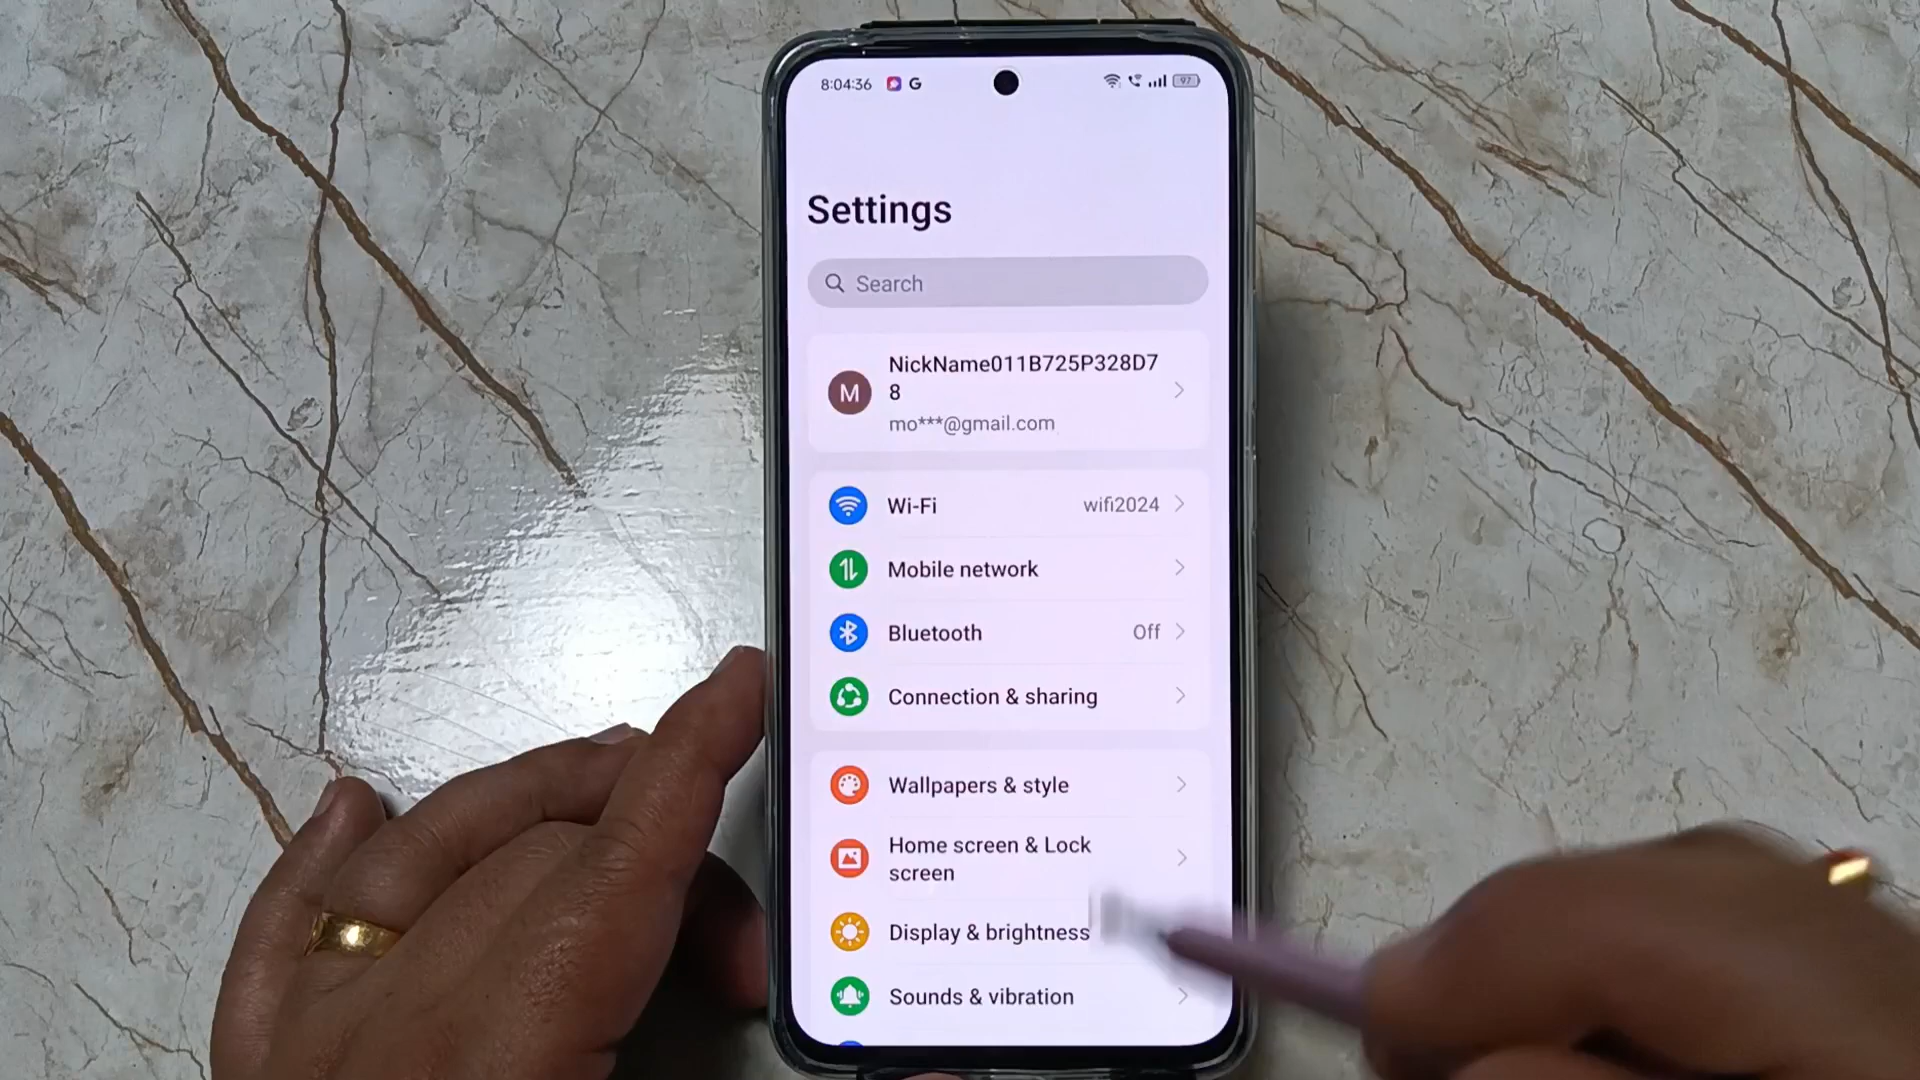 8:04:36 G 97
Settings
Search
M
NickName011B725P328D7
8
mo***@gmail.com
Wi-Fi wifi2024
Mobile network
Bluetooth Off
Connection & sharing
Wallpapers & style
Home screen & Lock
screen
Display & brightness
Sounds & vibration